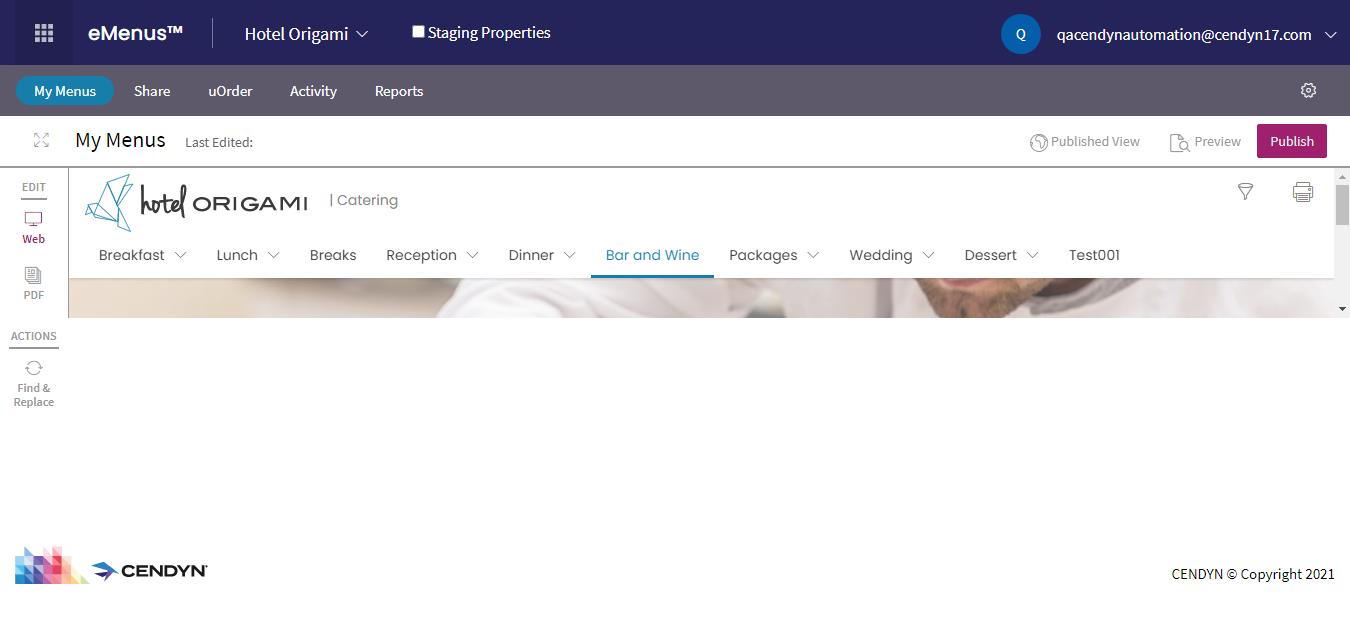 eMenus™ Hotel Origami Staging Properties Q qacendynautomation@cendyn17.com
My Menus Share uOrder Activity Reports
My Menus Last Edited: Published View Preview Publish
EDIT
Web
PDF
ACTIONS
Find &
Replace
hotel ORIGAMI | Catering
Breakfast Lunch Breaks Reception Dinner Bar and Wine Packages Wedding Dessert Test001
CENDYN CENDYN © Copyright 2021